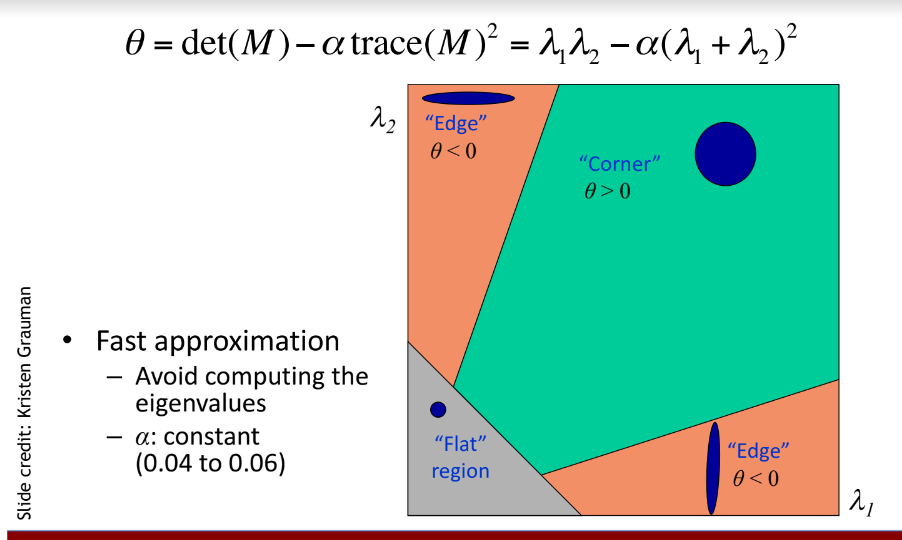 θ = det(M) − α trace(M)² = λ₁λ₂ − α(λ₁ + λ₂)²
λ₂
“Edge”
θ < 0
“Corner”
θ > 0
• Fast approximation
– Avoid computing the
eigenvalues
– α: constant
(0.04 to 0.06)
“Flat”
region
“Edge”
θ < 0
λ₁
Slide credit: Kristen Grauman